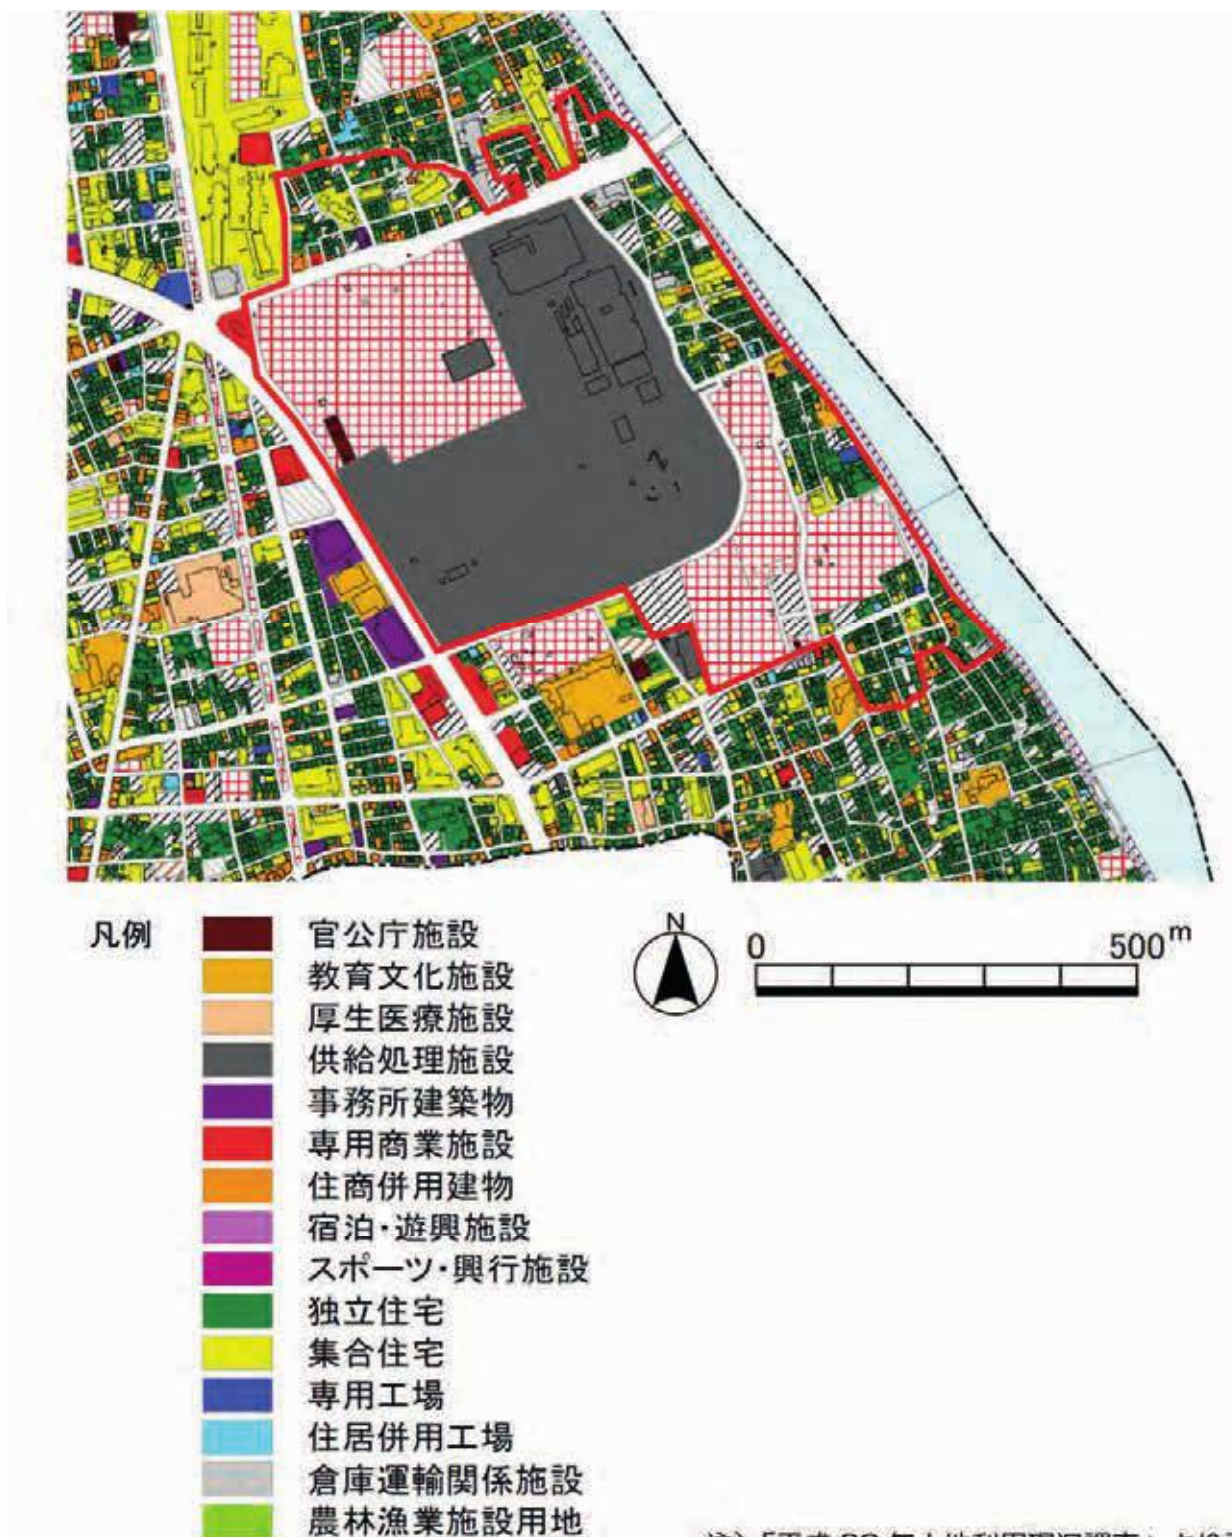 凡例
官公庁施設
教育文化施設
厚生医療施設
供給処理施設
事務所建築物
専用商業施設
住商併用建物
宿泊・遊興施設
スポーツ・興行施設
独立住宅
集合住宅
専用工場
住居併用工場
倉庫運輸関係施設
農林漁業施設用地
N
0 500m